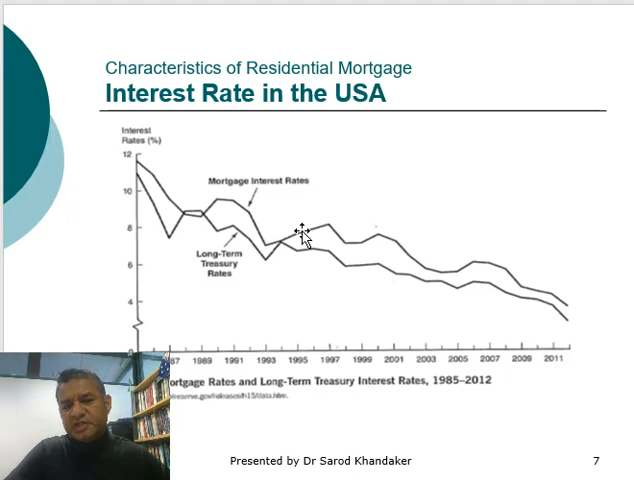 Characteristics of Residential Mortgage
Interest Rate in the USA
Interest
Rates (%)
12
Mortgage Interest Rates
10
8
Long-Term
Treasury
Rates
6
4
87 1989 1991 1993 1995 1997 1999 2001 2003 2005 2007 2009 2011
ortgage Rates and Long-Term Treasury Interest Rates, 1985–2012
Presented by Dr Sarod Khandaker
7